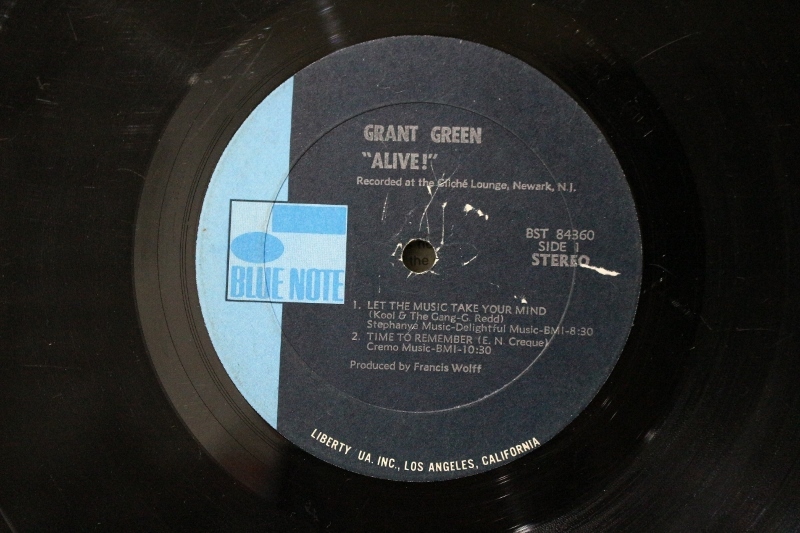 GRANT GREEN
"ALIVE!"
Recorded at the Cliché Lounge, Newark, N.J.
BST 84360
SIDE 1
STEREO
BLUE NOTE
1. LET THE MUSIC TAKE YOUR MIND
(Kool & The Gang-G. Redd)
Stephanye Music-Delightful Music-BMI-8:30
2. TIME TO REMEMBER (E. N. Creque)
Cremo Music-BMI-10:30
Produced by Francis Wolff
LIBERTY UA. INC., LOS ANGELES, CALIFORNIA